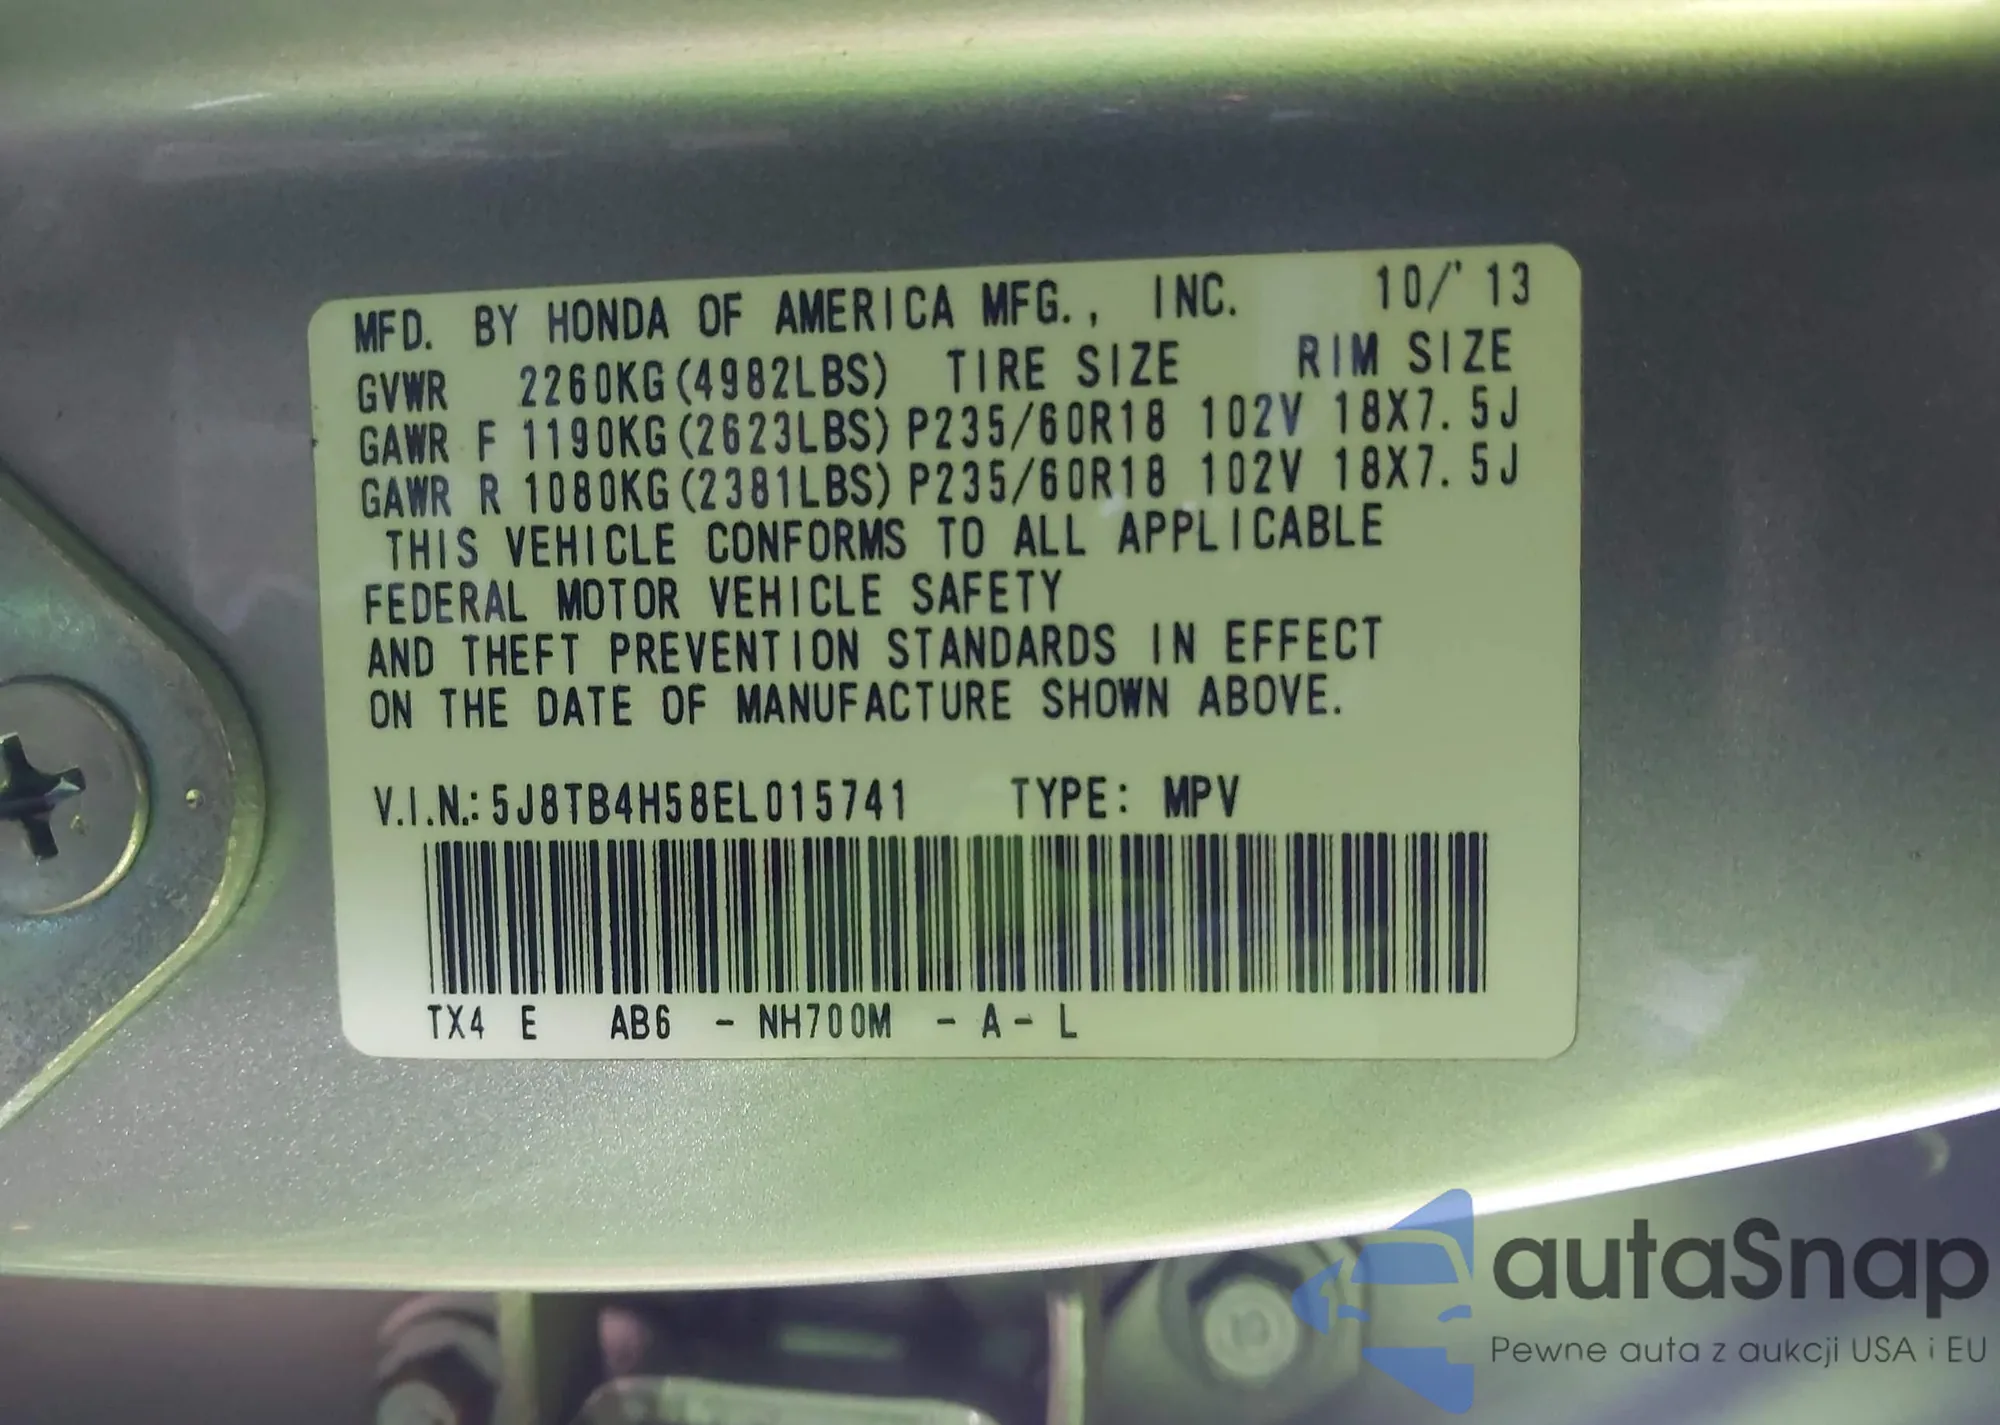 MFD. BY HONDA OF AMERICA MFG., INC. 10/'13
GVWR 2260KG(4982LBS) TIRE SIZE RIM SIZE
GAWR F 1190KG(2623LBS) P235/60R18 102V 18X7.5J
GAWR R 1080KG(2381LBS) P235/60R18 102V 18X7.5J
THIS VEHICLE CONFORMS TO ALL APPLICABLE
FEDERAL MOTOR VEHICLE SAFETY
AND THEFT PREVENTION STANDARDS IN EFFECT
ON THE DATE OF MANUFACTURE SHOWN ABOVE.
V.I.N.: 5J8TB4H58EL015741 TYPE: MPV
TX4 E AB6 - NH700M - A - L
autaSnap
Pewne auta z aukcji USA i EU